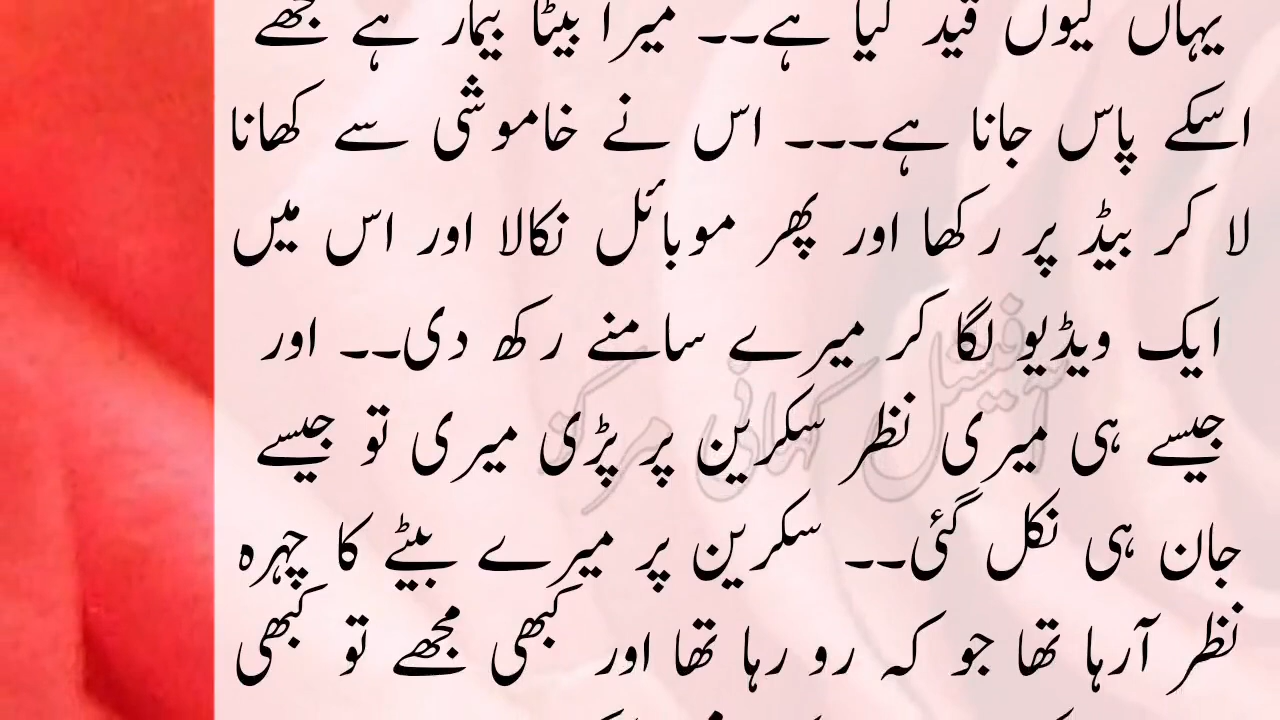 یہاں کیوں قید کیا ہے۔۔ میرا بیٹا بیمار ہے مجھے
اسکے پاس جانا ہے۔۔۔ اس نے خاموشی سے کھانا
لا کر بیڈ پر رکھا اور پھر موبائل نکالا اور اس میں
ایک ویڈیو لگا کر میرے سامنے رکھ دی۔۔ اور
جیسے ہی میری نظر سکرین پر پڑی میری تو جیسے
جان ہی نکل گئی۔۔ سکرین پر میرے بیٹے کا چہرہ
نظر آرہا تھا جو کہ رو رہا تھا اور کبھی مجھے تو کبھی
آفیشل کہانی مرکز